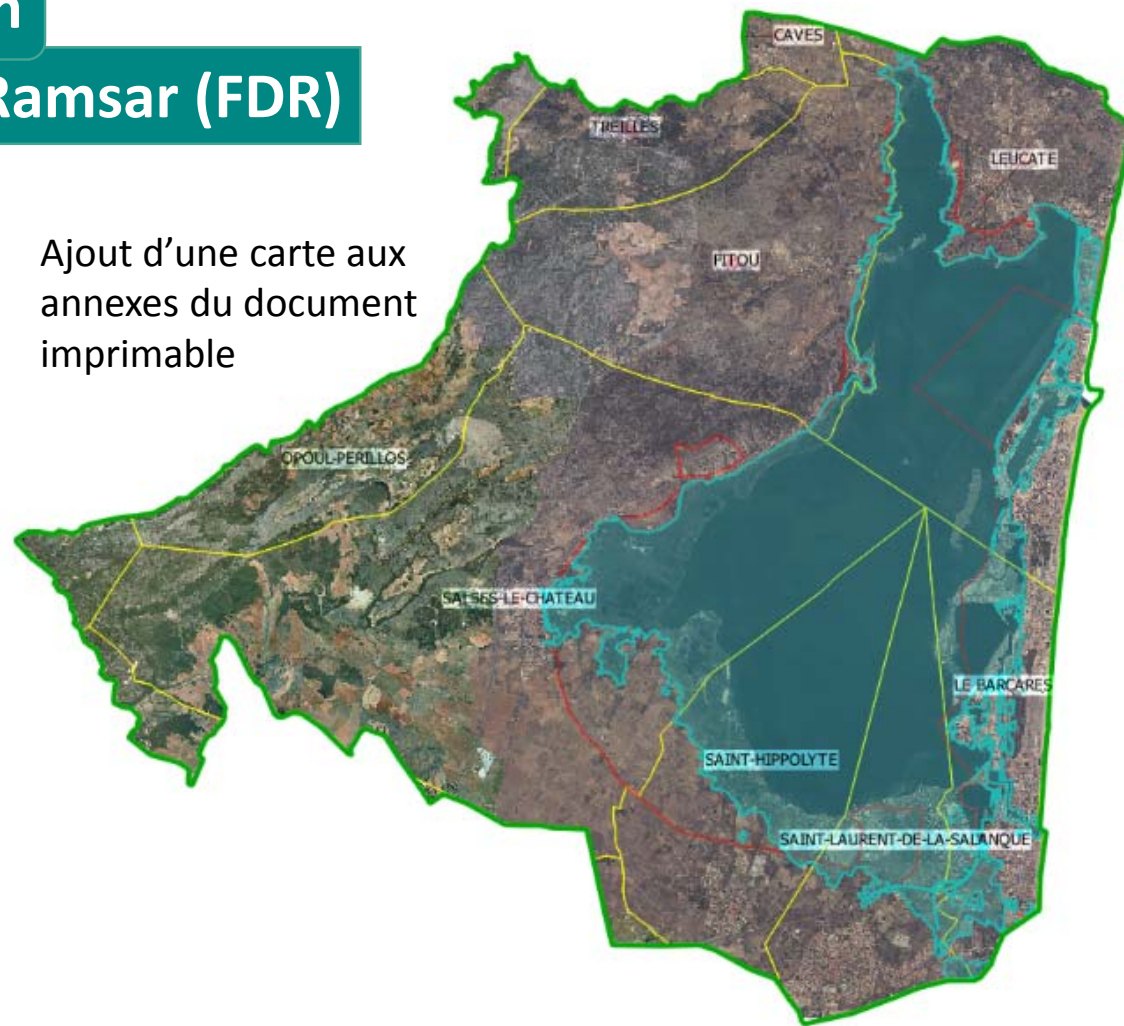 Ramsar (FDR)
Ajout d’une carte aux
annexes du document
imprimable
CAVES
TREILLES
LEUCATE
FITOU
OPOUL-PERILLOS
SALSES-LE-CHATEAU
LE BARCARES
SAINT-HIPPOLYTE
SAINT-LAURENT-DE-LA-SALANQUE